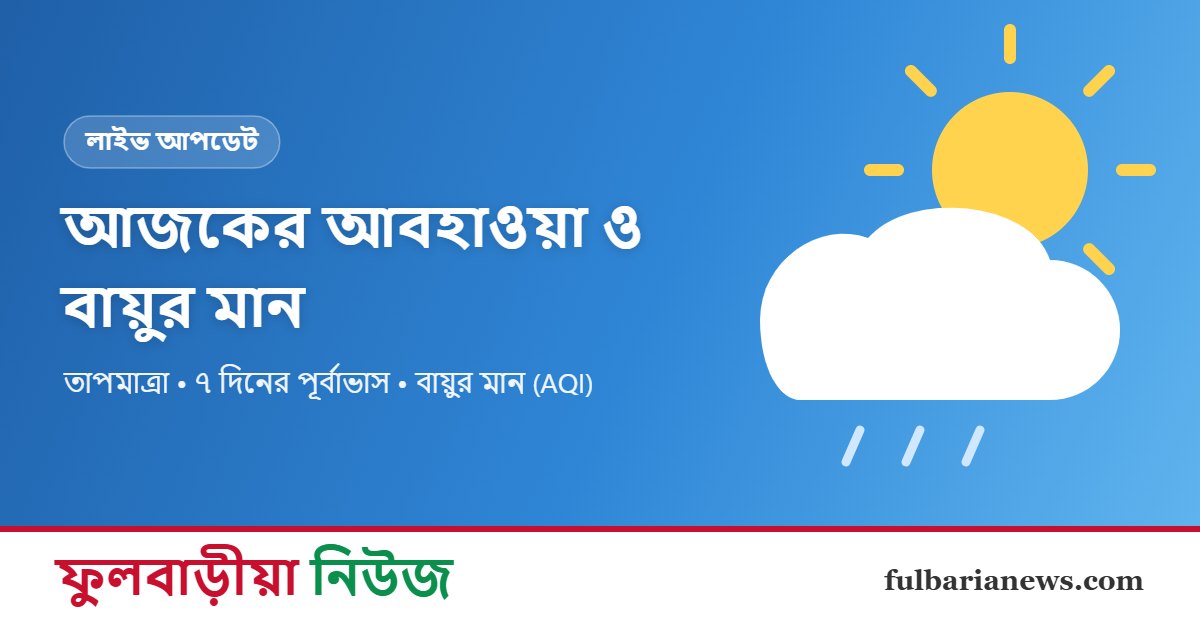 লাইভ আপডেট
আজকের আবহাওয়া ও
বায়ুর মান
তাপমাত্রা • ৭ দিনের পূর্বাভাস • বায়ুর মান (AQI)
ফুলবাড়ীয়া নিউজ
fulbarianews.com